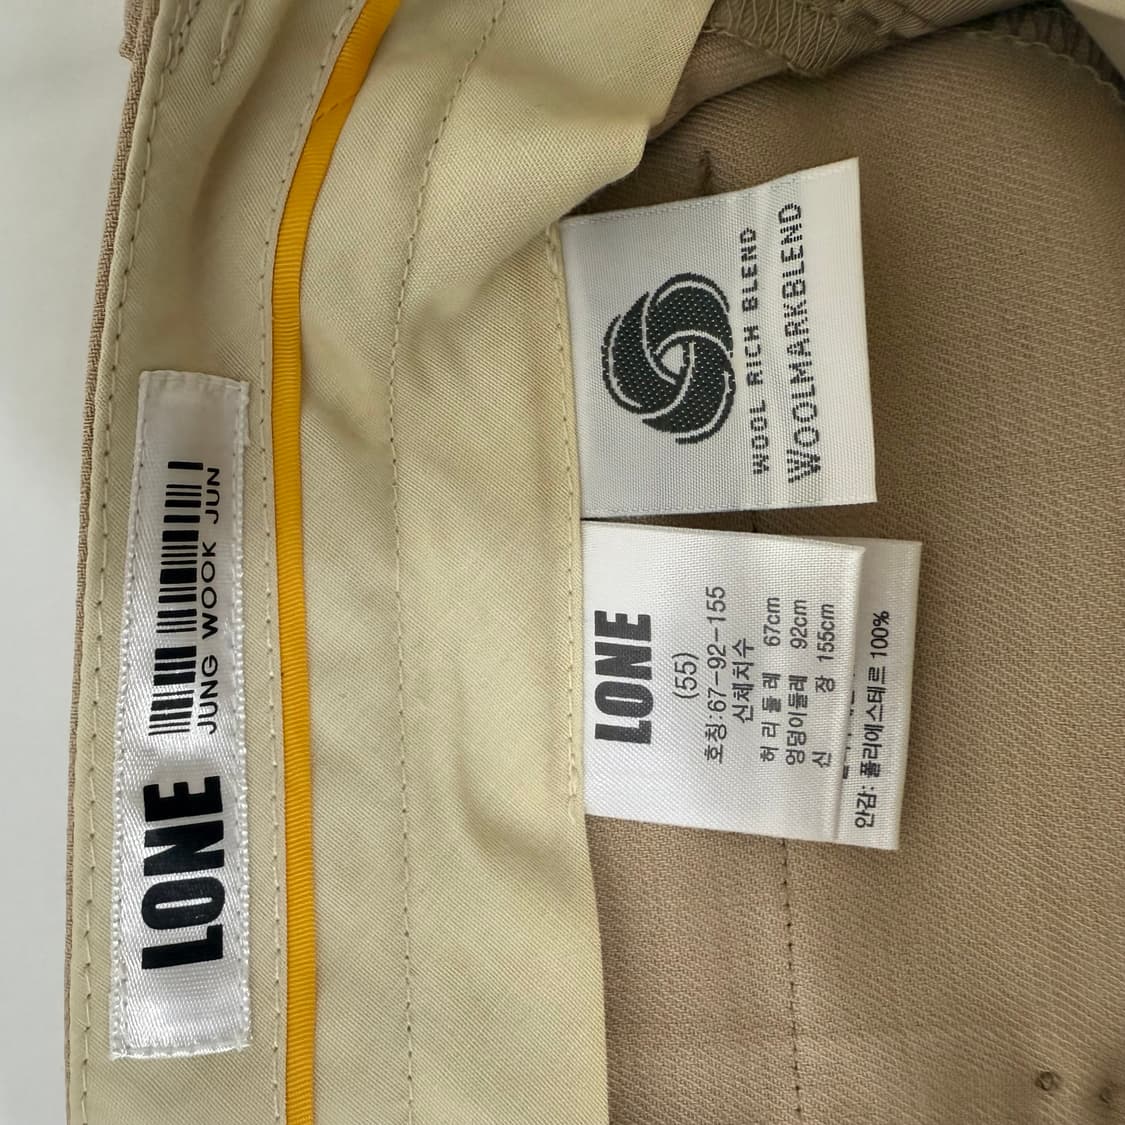 LONE
JUNG WOOK JUN
WOOL RICH BLEND
WOOLMARKBLEND
LONE
(55)
호칭:67-92-155
신체치수
허리둘레 67cm
엉덩이둘레 92cm
신 장 155cm
안감: 폴리에스테르 100%